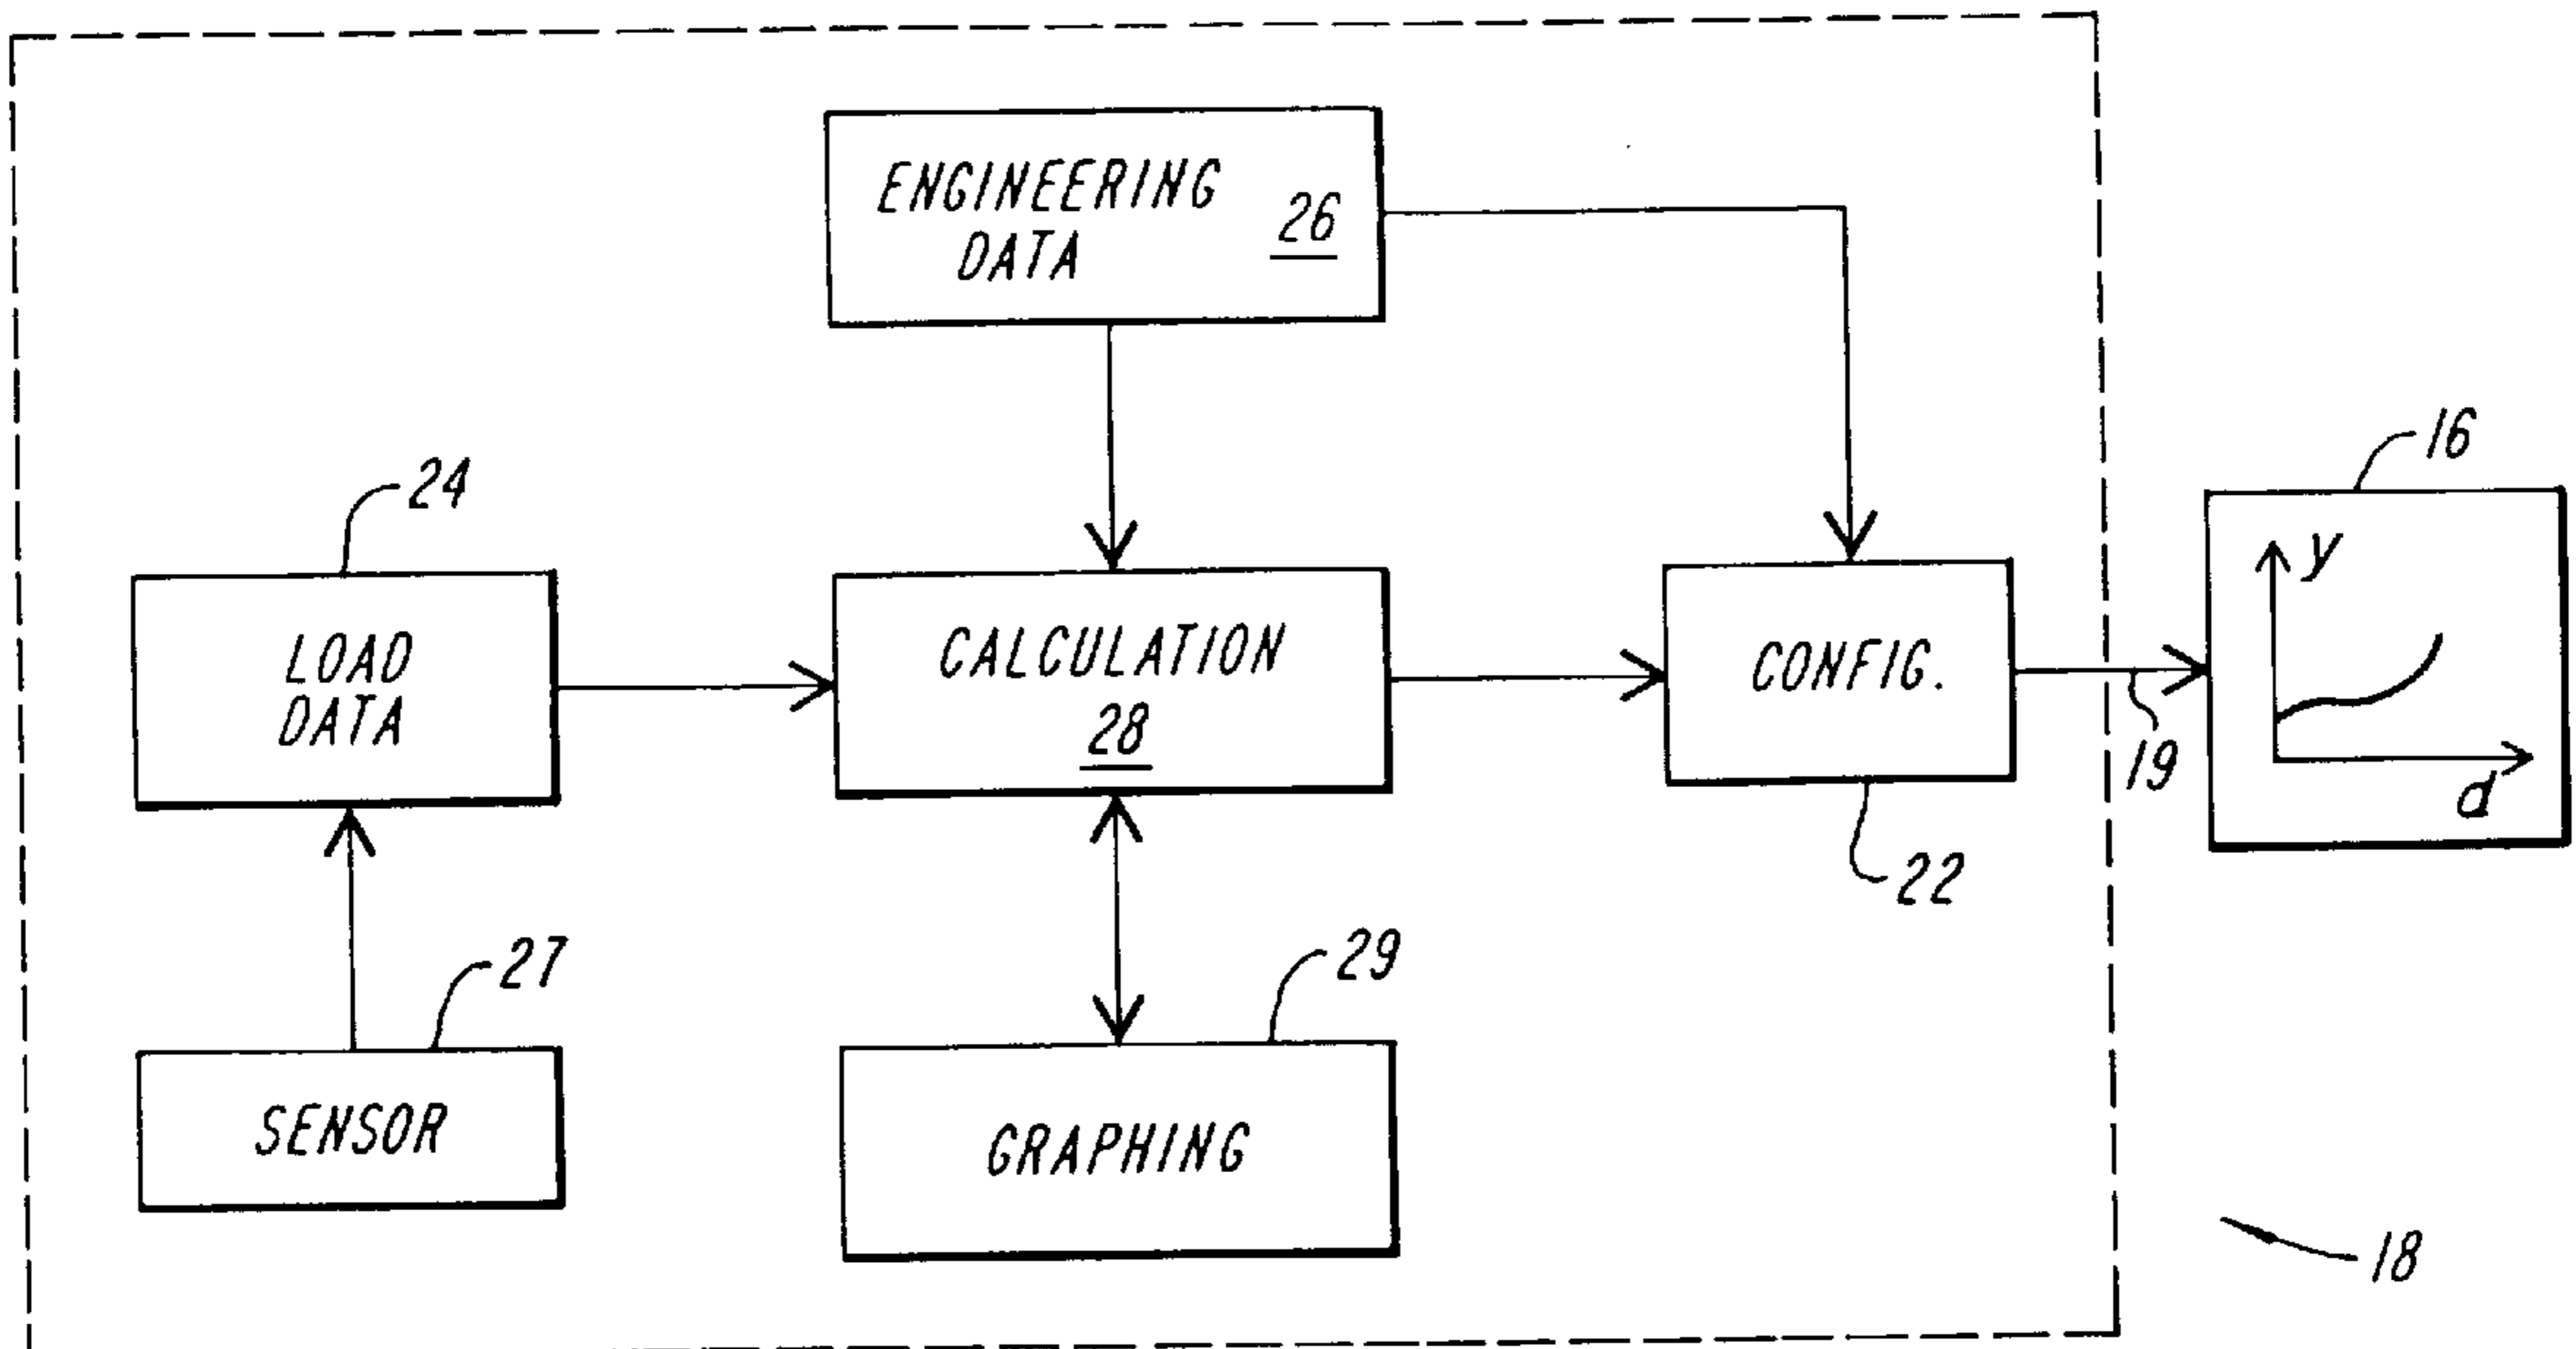 ENGINEERING
DATA
26
16
24
y
LOAD
DATA
CALCULATION
28
CONFIG.
19
d
22
27
29
SENSOR
GRAPHING
18